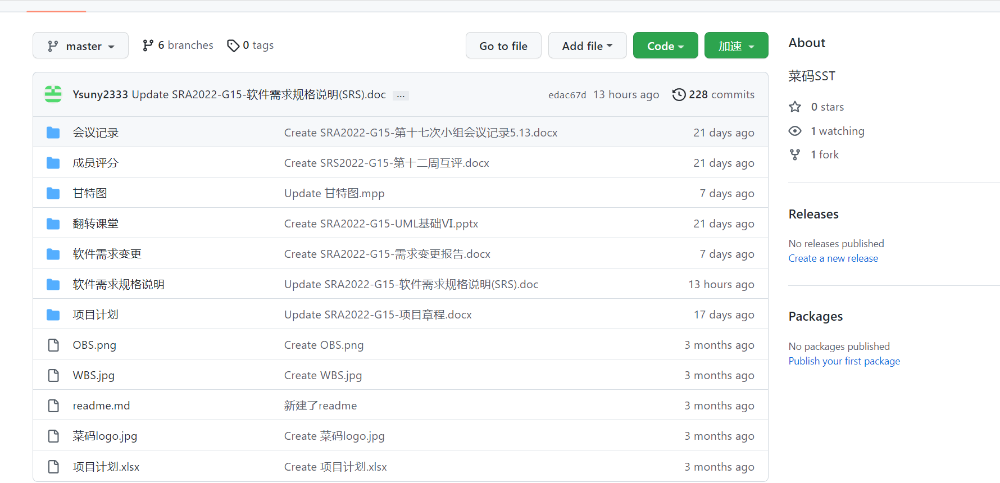 master 6 branches 0 tags Go to file Add file Code 加速
Ysuny2333 Update SRA2022-G15-软件需求规格说明(SRS).doc ... edac67d 13 hours ago 228 commits
会议记录 Create SRA2022-G15-第十七次小组会议记录5.13.docx 21 days ago
成员评分 Create SRS2022-G15-第十二周互评.docx 21 days ago
甘特图 Update 甘特图.mpp 7 days ago
翻转课堂 Create SRA2022-G15-UML基础VI.pptx 21 days ago
软件需求变更 Create SRA2022-G15-需求变更报告.docx 7 days ago
软件需求规格说明 Update SRA2022-G15-软件需求规格说明(SRS).doc 13 hours ago
项目计划 Update SRA2022-G15-项目章程.docx 17 days ago
OBS.png Create OBS.png 3 months ago
WBS.jpg Create WBS.jpg 3 months ago
readme.md 新建了readme 3 months ago
菜码logo.jpg Create 菜码logo.jpg 3 months ago
项目计划.xlsx Create 项目计划.xlsx 3 months ago
About
菜码SST
0 stars
1 watching
1 fork
Releases
No releases published
Create a new release
Packages
No packages published
Publish your first package